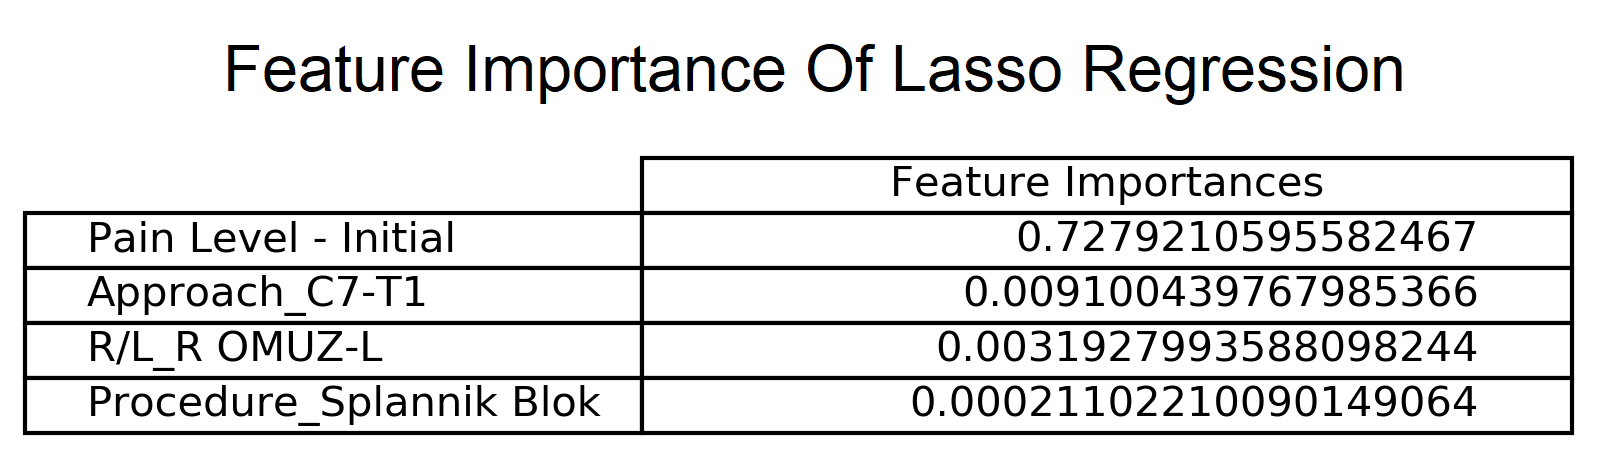 Feature Importance Of Lasso Regression
Feature Importances
Pain Level - Initial 0.7279210595582467
Approach_C7-T1 0.009100439767985366
R/L_R OMUZ-L 0.0031927993588098244
Procedure_Splannik Blok 0.00021102210090149064